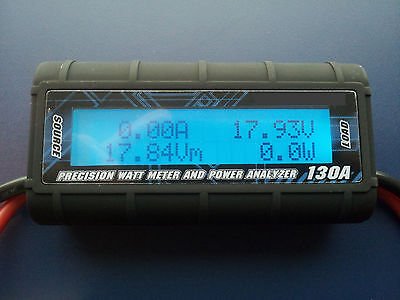 SOURCE
0.00A 17.93V
17.84Vm 0.0W
LOAD
PRECISION WATT METER AND POWER ANALYZER 130A